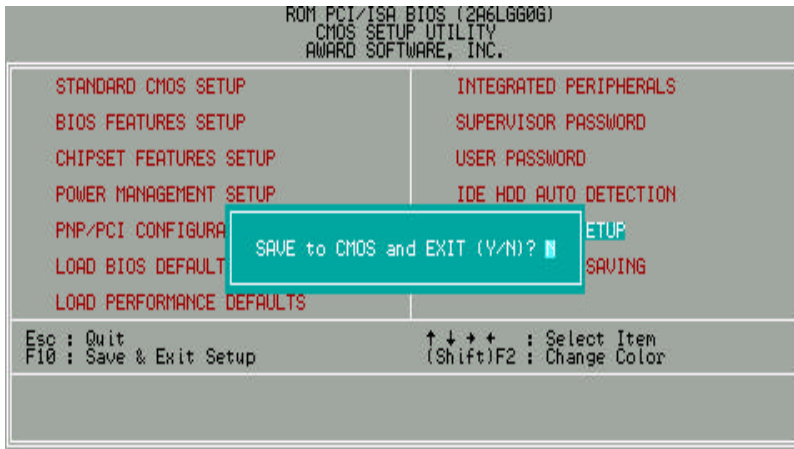 ROM PCI/ISA BIOS (2A6LGG0G)
CMOS SETUP UTILITY
AWARD SOFTWARE, INC.
STANDARD CMOS SETUP
BIOS FEATURES SETUP
CHIPSET FEATURES SETUP
POWER MANAGEMENT SETUP
PNP/PCI CONFIGURA
LOAD BIOS DEFAULT
LOAD PERFORMANCE DEFAULTS
INTEGRATED PERIPHERALS
SUPERVISOR PASSWORD
USER PASSWORD
IDE HDD AUTO DETECTION
ETUP
SAVING
SAVE to CMOS and EXIT (Y/N)? N
Esc : Quit
F10 : Save & Exit Setup
↑ ↓ → ← : Select Item
(Shift)F2 : Change Color